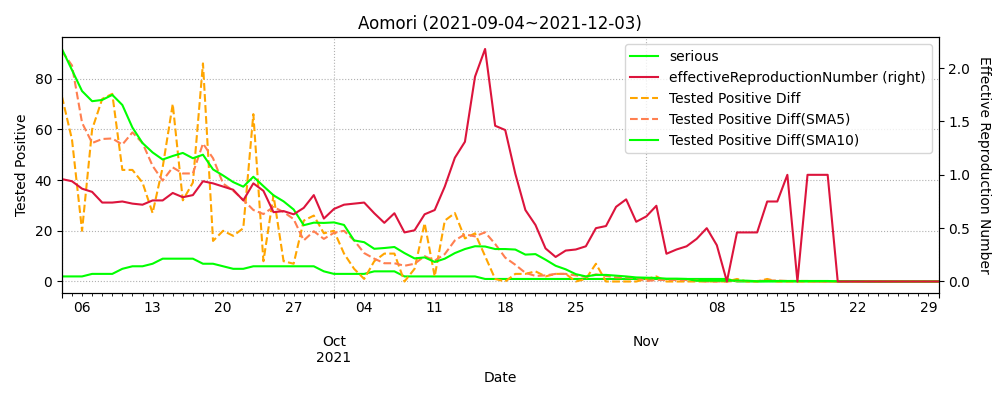 Aomori (2021-09-04~2021-12-03)
serious
effectiveReproductionNumber (right)
Tested Positive Diff
Tested Positive Diff(SMA5)
Tested Positive Diff(SMA10)
Tested Positive
80
60
40
20
0
2.0
1.5
1.0
0.5
0.0
Effective Reproduction Number
06 13 20 27 04 11 18 25 08 15 22 29
Oct Nov
2021
Date